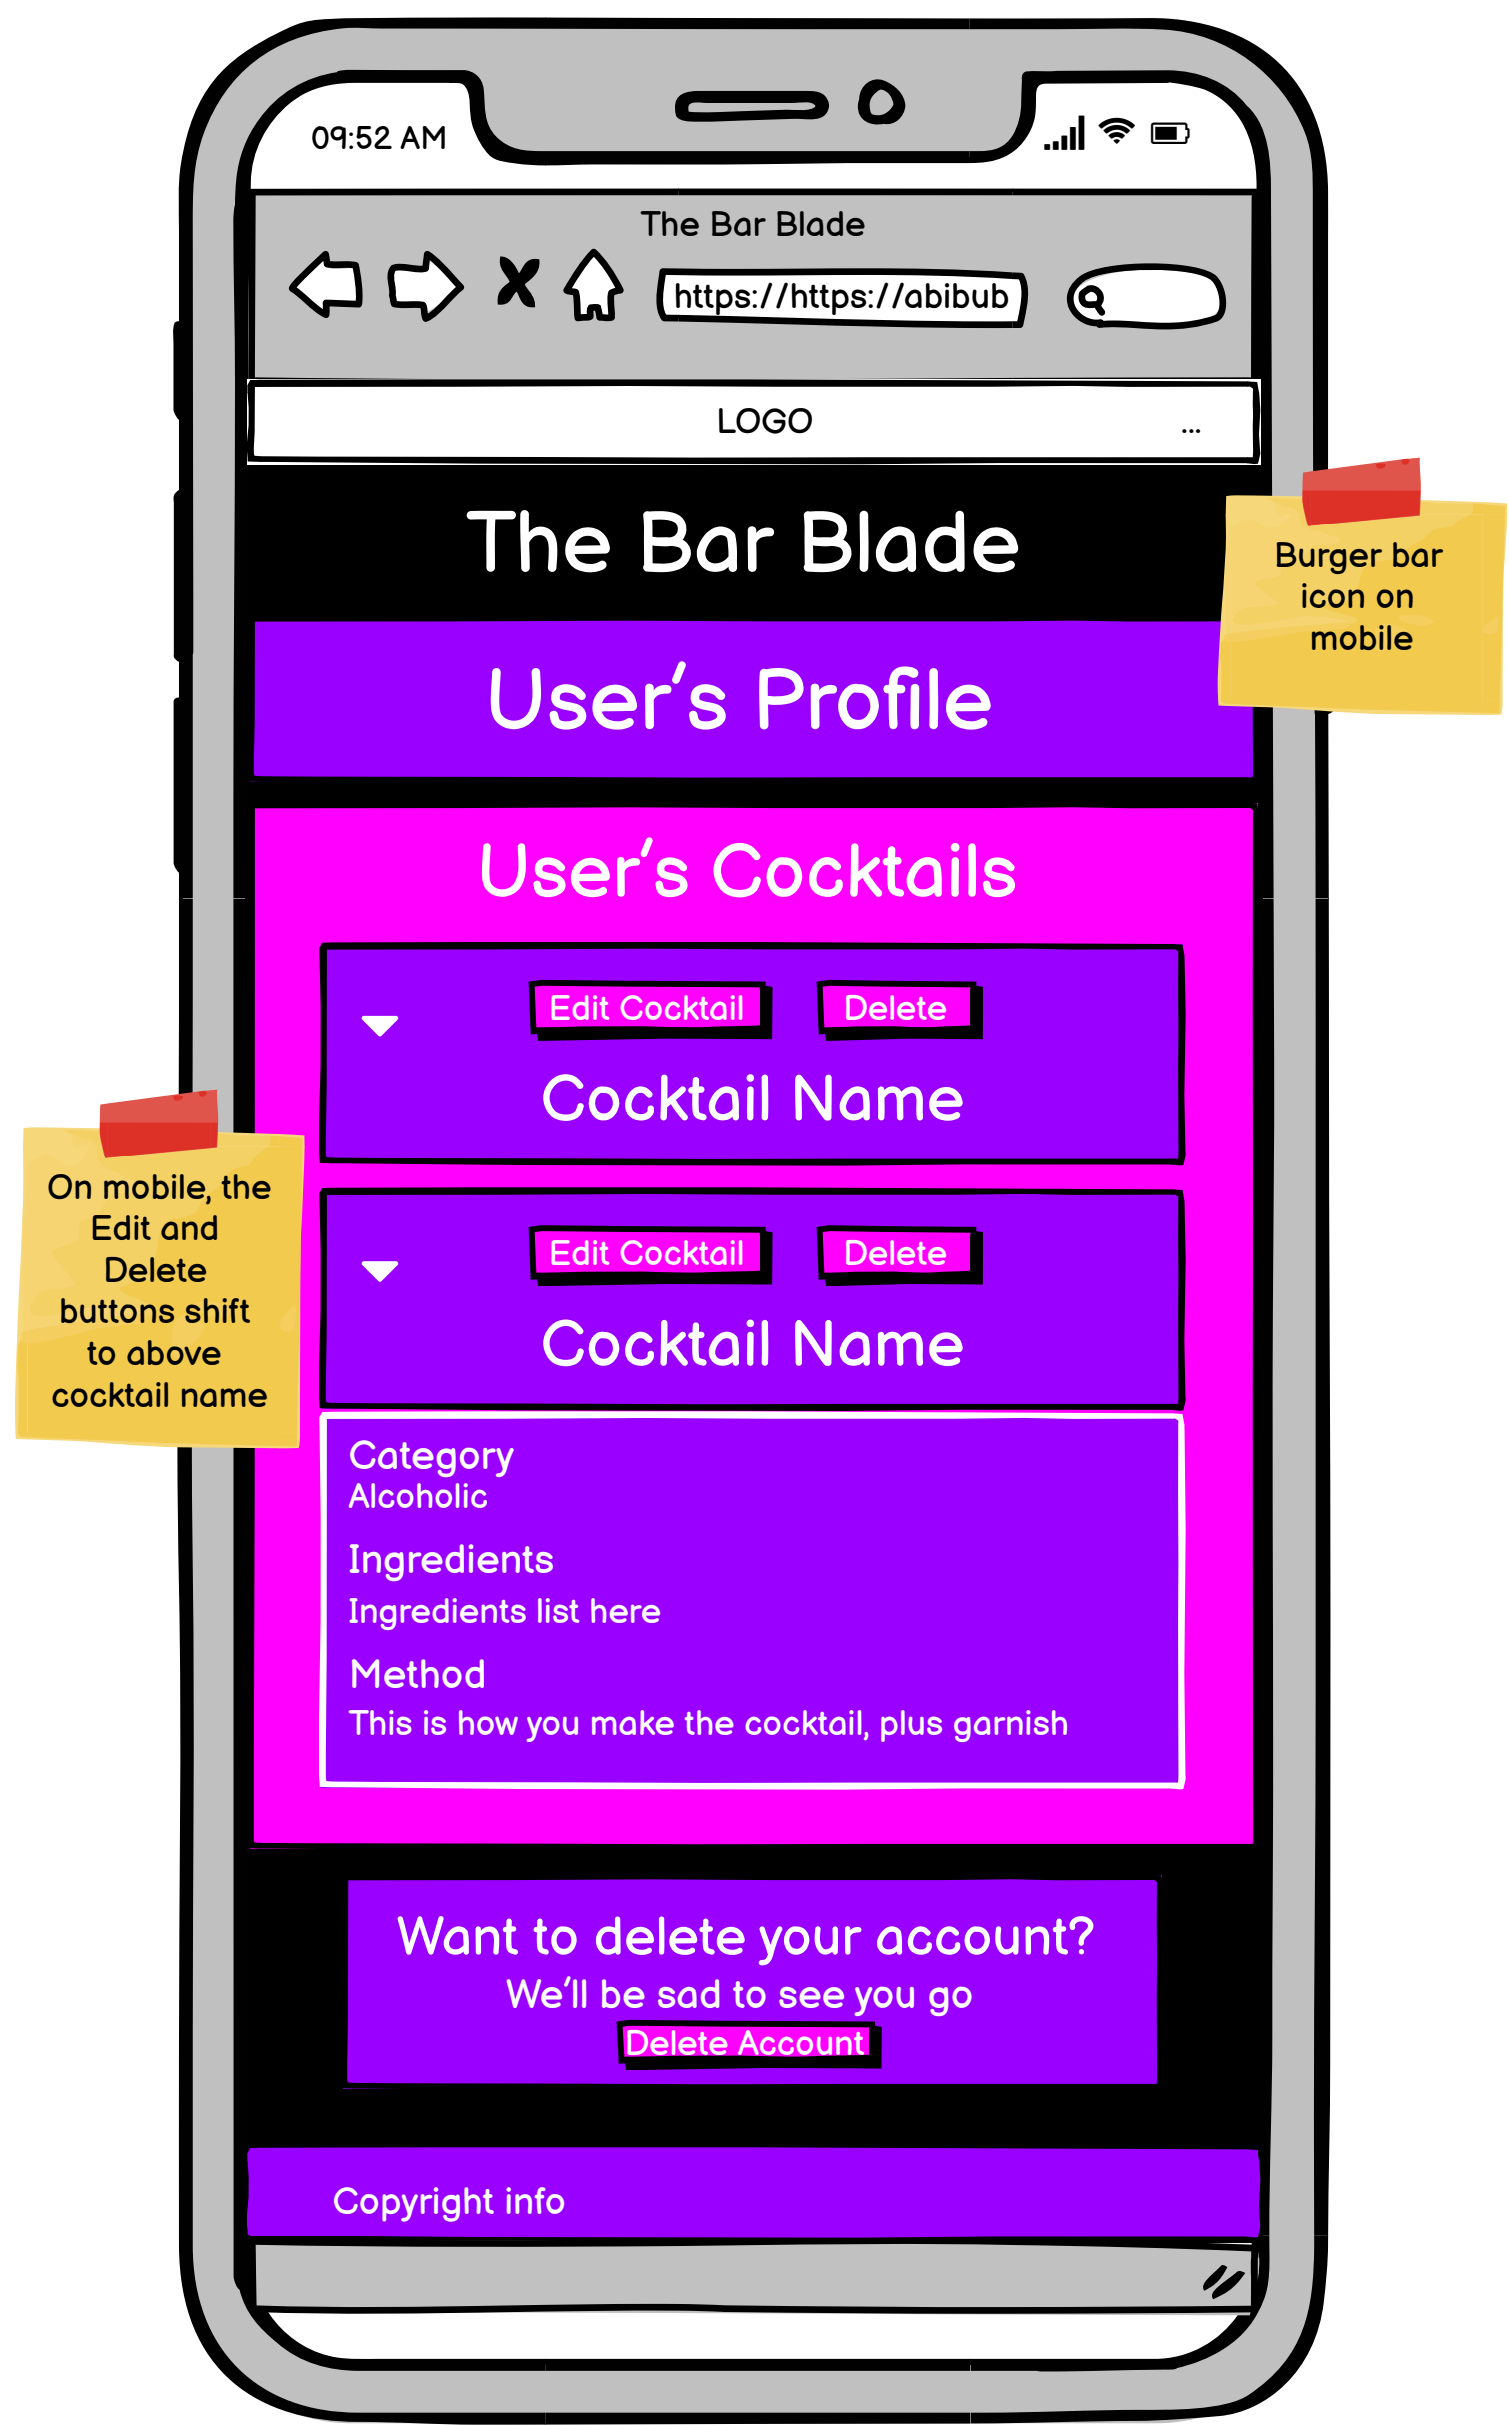 09:52 AM
The Bar Blade
https://https://abibub
LOGO
...
The Bar Blade
Burger bar
icon on
mobile
User's Profile
User's Cocktails
Edit Cocktail
Delete
Cocktail Name
On mobile, the
Edit and
Delete
buttons shift
to above
cocktail name
Edit Cocktail
Delete
Cocktail Name
Category
Alcoholic
Ingredients
Ingredients list here
Method
This is how you make the cocktail, plus garnish
Want to delete your account?
We'll be sad to see you go
Delete Account
Copyright info